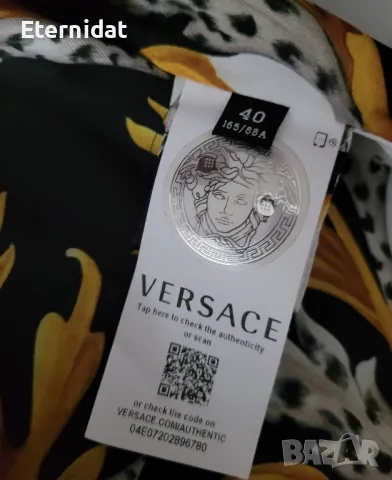 Eternidat
40
165/88A
VERSACE
Tap here to check the authenticity
or scan
or check the code on
VERSACE.COM/AUTHENTIC
04E07202896780
BAZAR